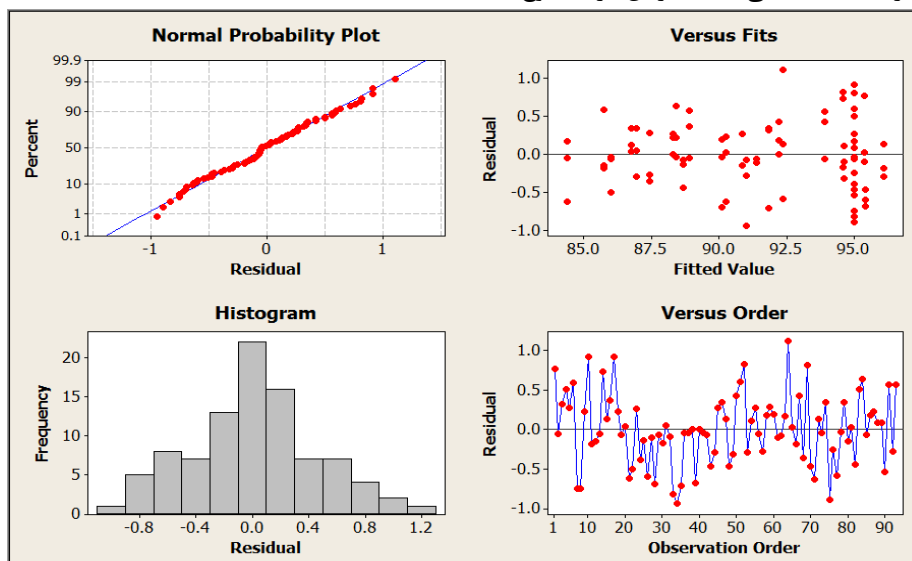 Normal Probability Plot
99.9
99
90
50
10
1
0.1
Percent
-1 0 1
Residual
Versus Fits
1.0
0.5
0.0
-0.5
-1.0
Residual
85.0 87.5 90.0 92.5 95.0
Fitted Value
Histogram
20
15
10
5
0
Frequency
-0.8 -0.4 0.0 0.4 0.8 1.2
Residual
Versus Order
1.0
0.5
0.0
-0.5
-1.0
Residual
1 10 20 30 40 50 60 70 80 90
Observation Order